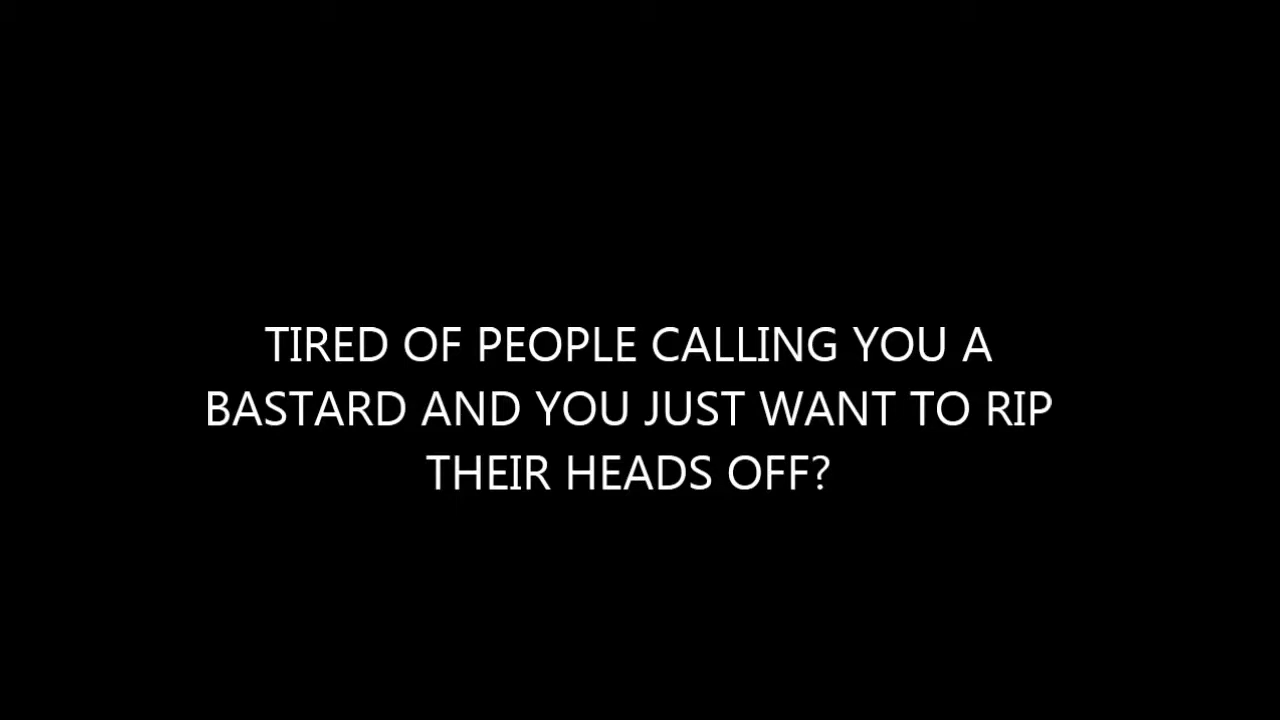 TIRED OF PEOPLE CALLING YOU A
BASTARD AND YOU JUST WANT TO RIP
THEIR HEADS OFF?